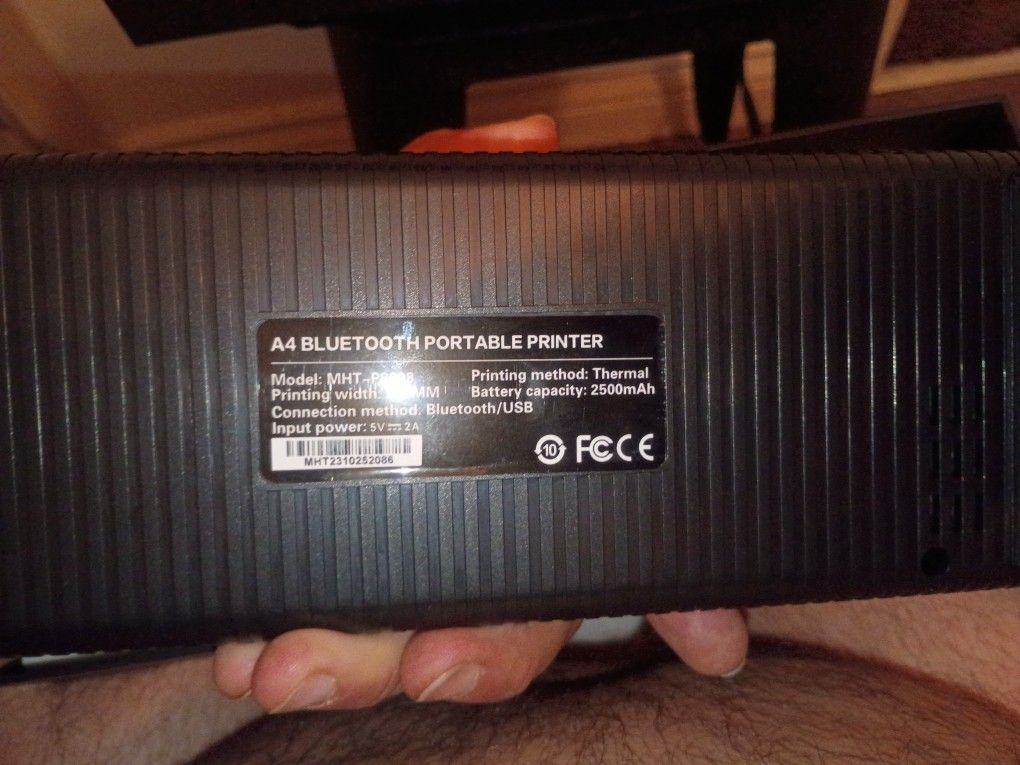 A4 BLUETOOTH PORTABLE PRINTER
Model: Printing method: Thermal
Printing width: MM Battery capacity: 2500mAh
Connection method: Bluetooth/USB
Input power: 5V⎓2A
MHT2310252086
10 FC CE